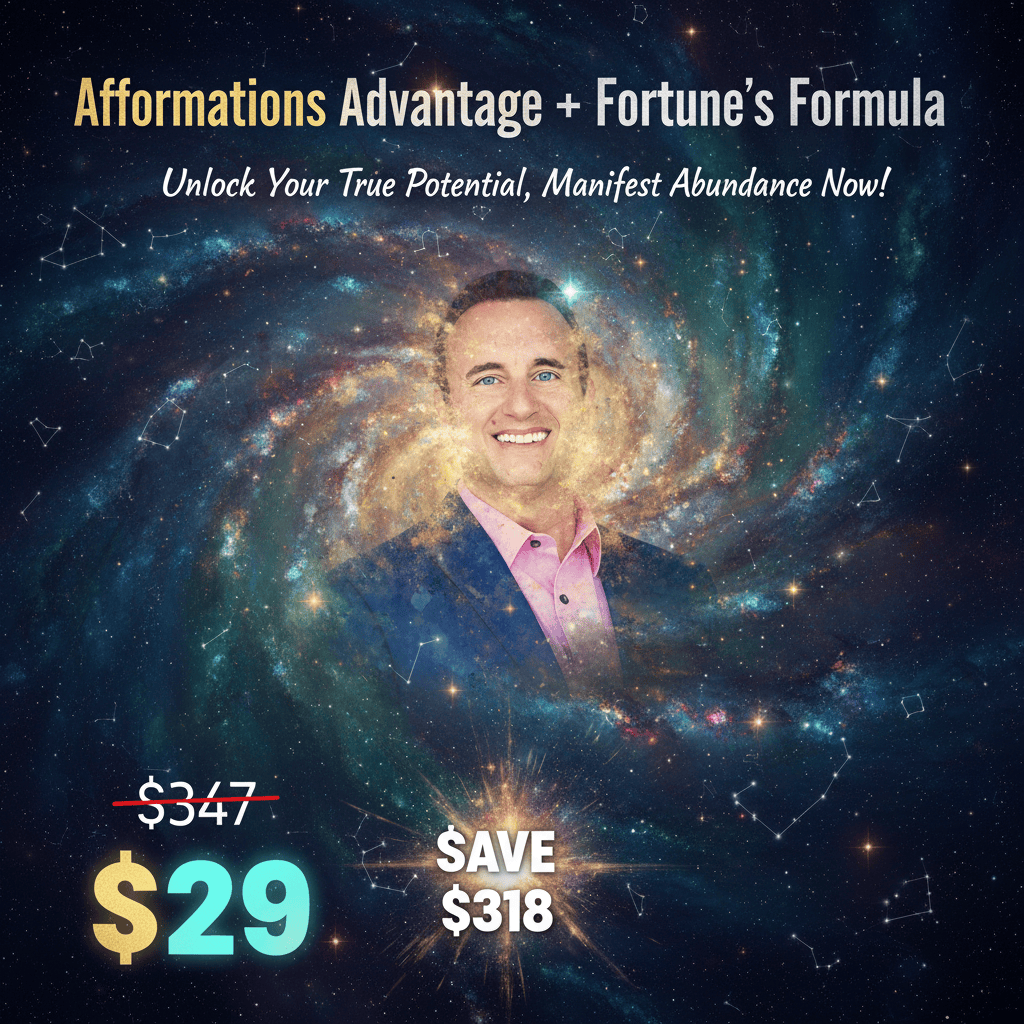 Afformations Advantage + Fortune's Formula
Unlock Your True Potential, Manifest Abundance Now!
$347
$29
$AVE
$318